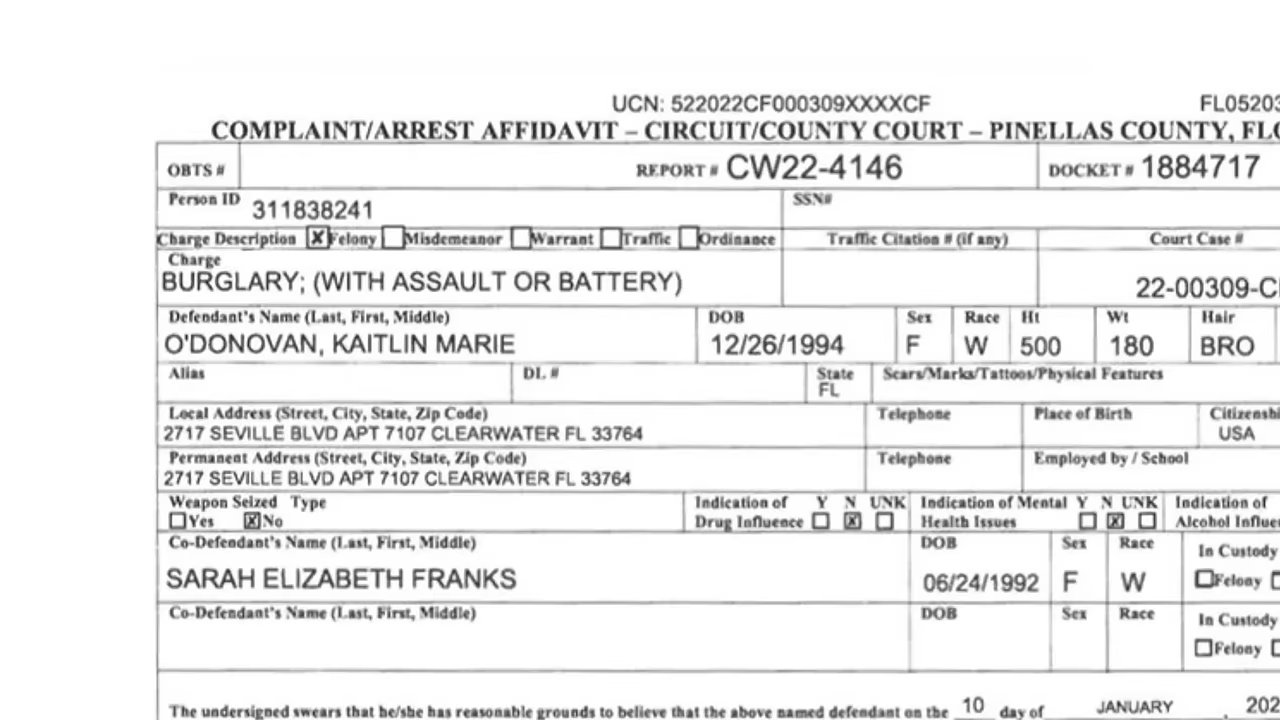 UCN: 522022CF000309XXXXCF FL05203
COMPLAINT/ARREST AFFIDAVIT – CIRCUIT/COUNTY COURT – PINELLAS COUNTY, FLO
OBTS # REPORT # CW22-4146 DOCKET # 1884717
Person ID 311838241 SSN#
Charge Description X Felony Misdemeanor Warrant Traffic Ordinance Traffic Citation # (if any) Court Case #
Charge
BURGLARY; (WITH ASSAULT OR BATTERY) 22-00309-C
Defendant's Name (Last, First, Middle) DOB Sex Race Ht Wt Hair
O'DONOVAN, KAITLIN MARIE 12/26/1994 F W 500 180 BRO
Alias DL # State Scars/Marks/Tattoos/Physical Features
FL
Local Address (Street, City, State, Zip Code) Telephone Place of Birth Citizenshi
2717 SEVILLE BLVD APT 7107 CLEARWATER FL 33764 USA
Permanent Address (Street, City, State, Zip Code) Telephone Employed by / School
2717 SEVILLE BLVD APT 7107 CLEARWATER FL 33764
Weapon Seized Type Indication of Y N UNK Indication of Mental Y N UNK Indication of
Yes X No Drug Influence X Health Issues X Alcohol Influe
Co-Defendant's Name (Last, First, Middle) DOB Sex Race In Custody
SARAH ELIZABETH FRANKS 06/24/1992 F W Felony
Co-Defendant's Name (Last, First, Middle) DOB Sex Race In Custody
Felony
The undersigned swears that he/she has reasonable grounds to believe that the above named defendant on the 10 day of JANUARY , 202